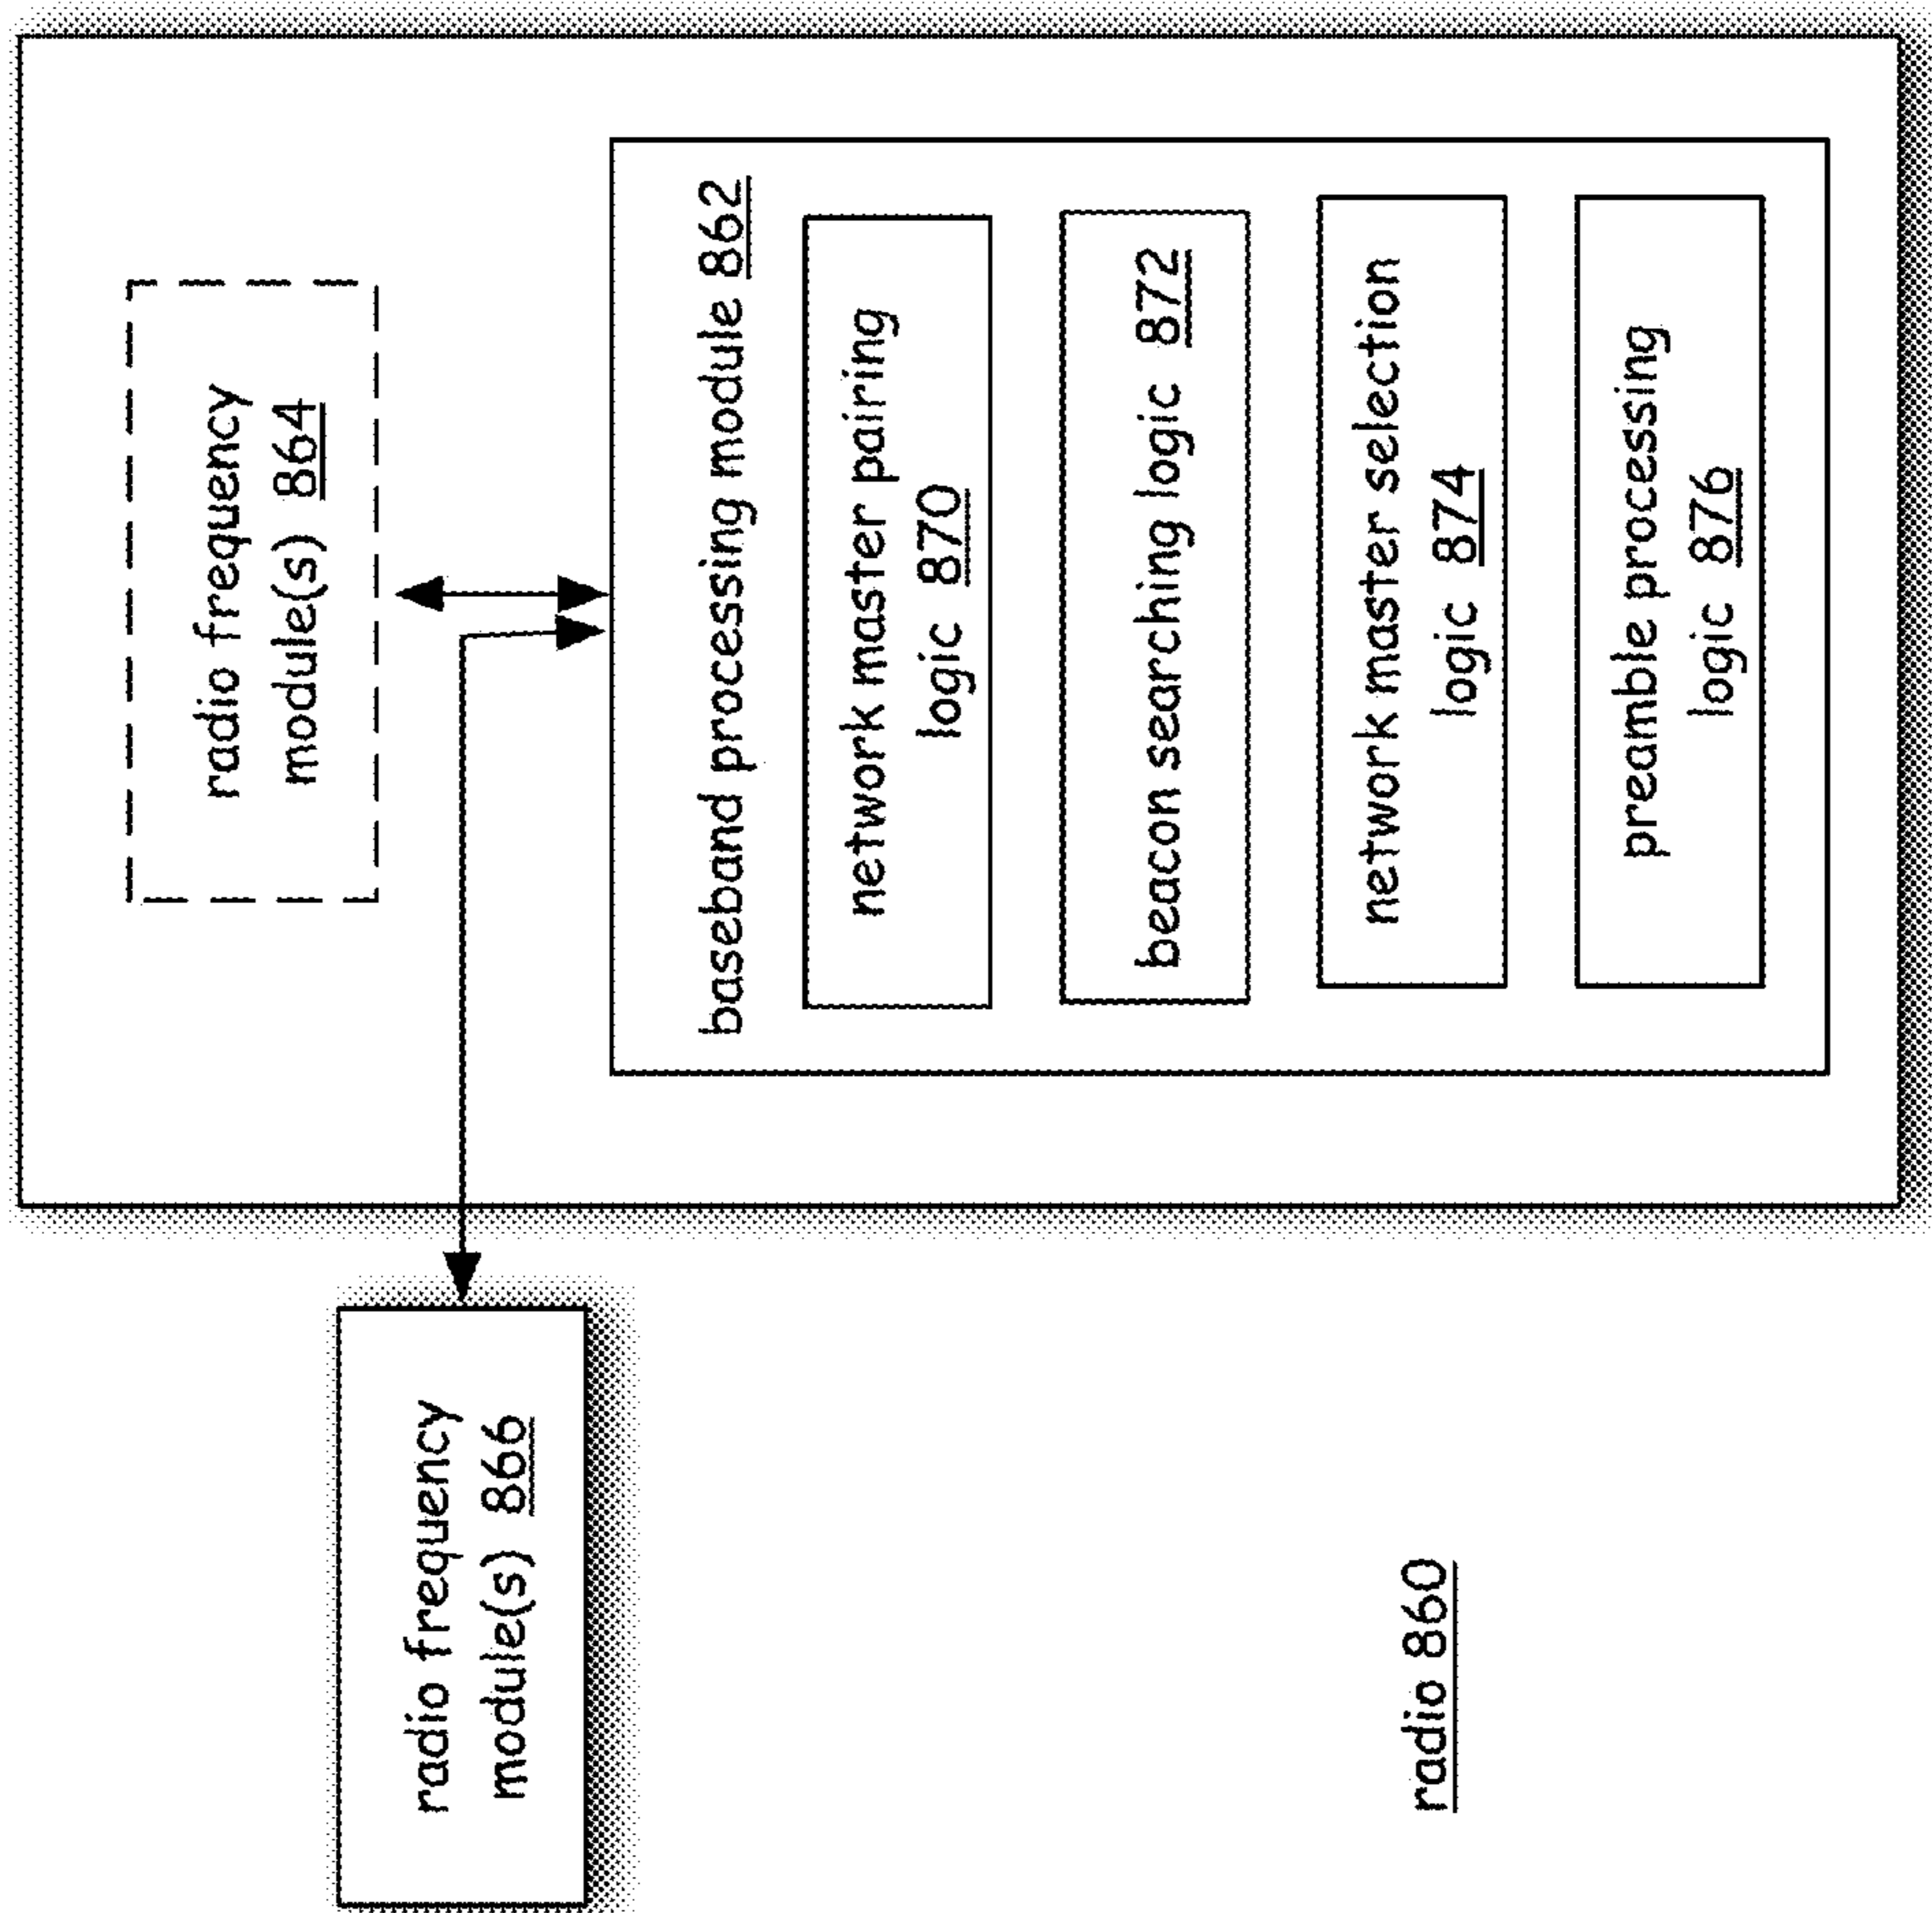 radio frequency
module(s) 864
radio frequency
module(s) 866
baseband processing module 862
network master pairing
logic 870
beacon searching logic 872
network master selection
logic 874
preamble processing
logic 876
radio 860